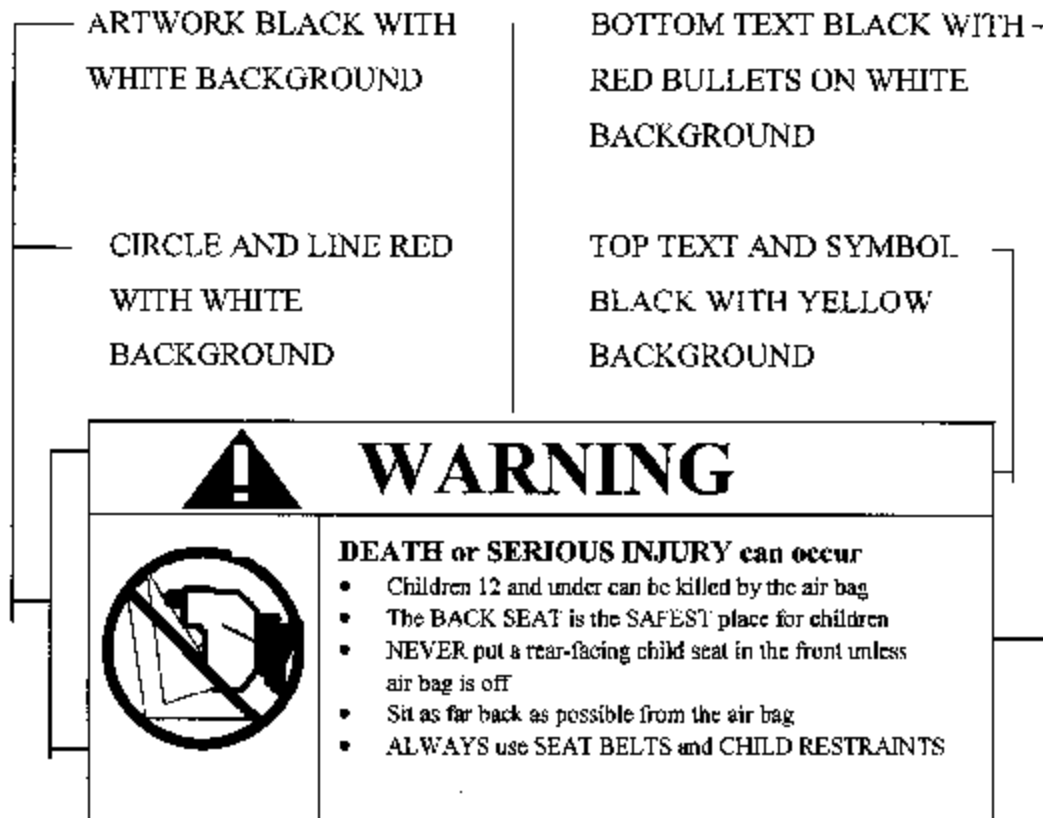 ARTWORK BLACK WITH
WHITE BACKGROUND
BOTTOM TEXT BLACK WITH
RED BULLETS ON WHITE
BACKGROUND
CIRCLE AND LINE RED
WITH WHITE
BACKGROUND
TOP TEXT AND SYMBOL
BLACK WITH YELLOW
BACKGROUND
WARNING
DEATH or SERIOUS INJURY can occur
• Children 12 and under can be killed by the air bag
• The BACK SEAT is the SAFEST place for children
• NEVER put a rear-facing child seat in the front unless
air bag is off
• Sit as far back as possible from the air bag
• ALWAYS use SEAT BELTS and CHILD RESTRAINTS